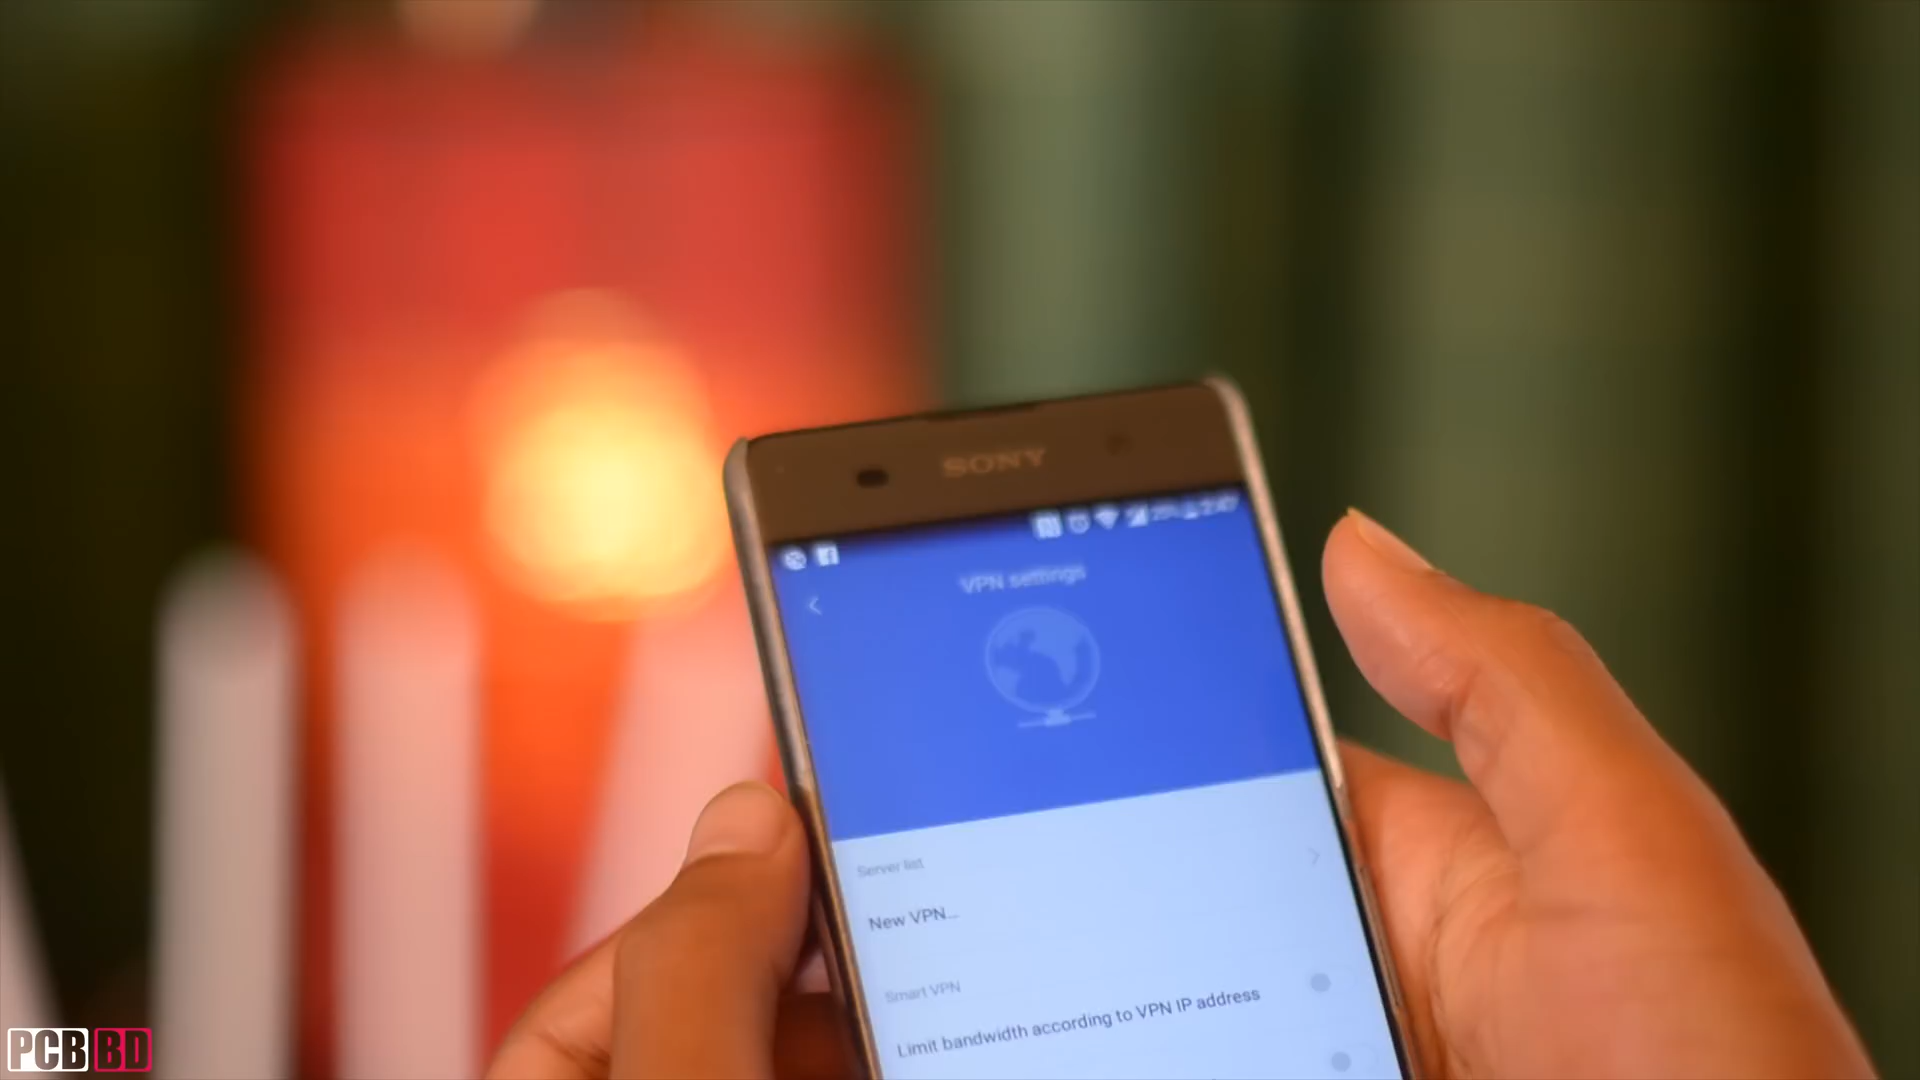 SONY
VPN settings
Server list
New VPN...
Smart VPN
Limit bandwidth according to VPN IP address
PCB BD